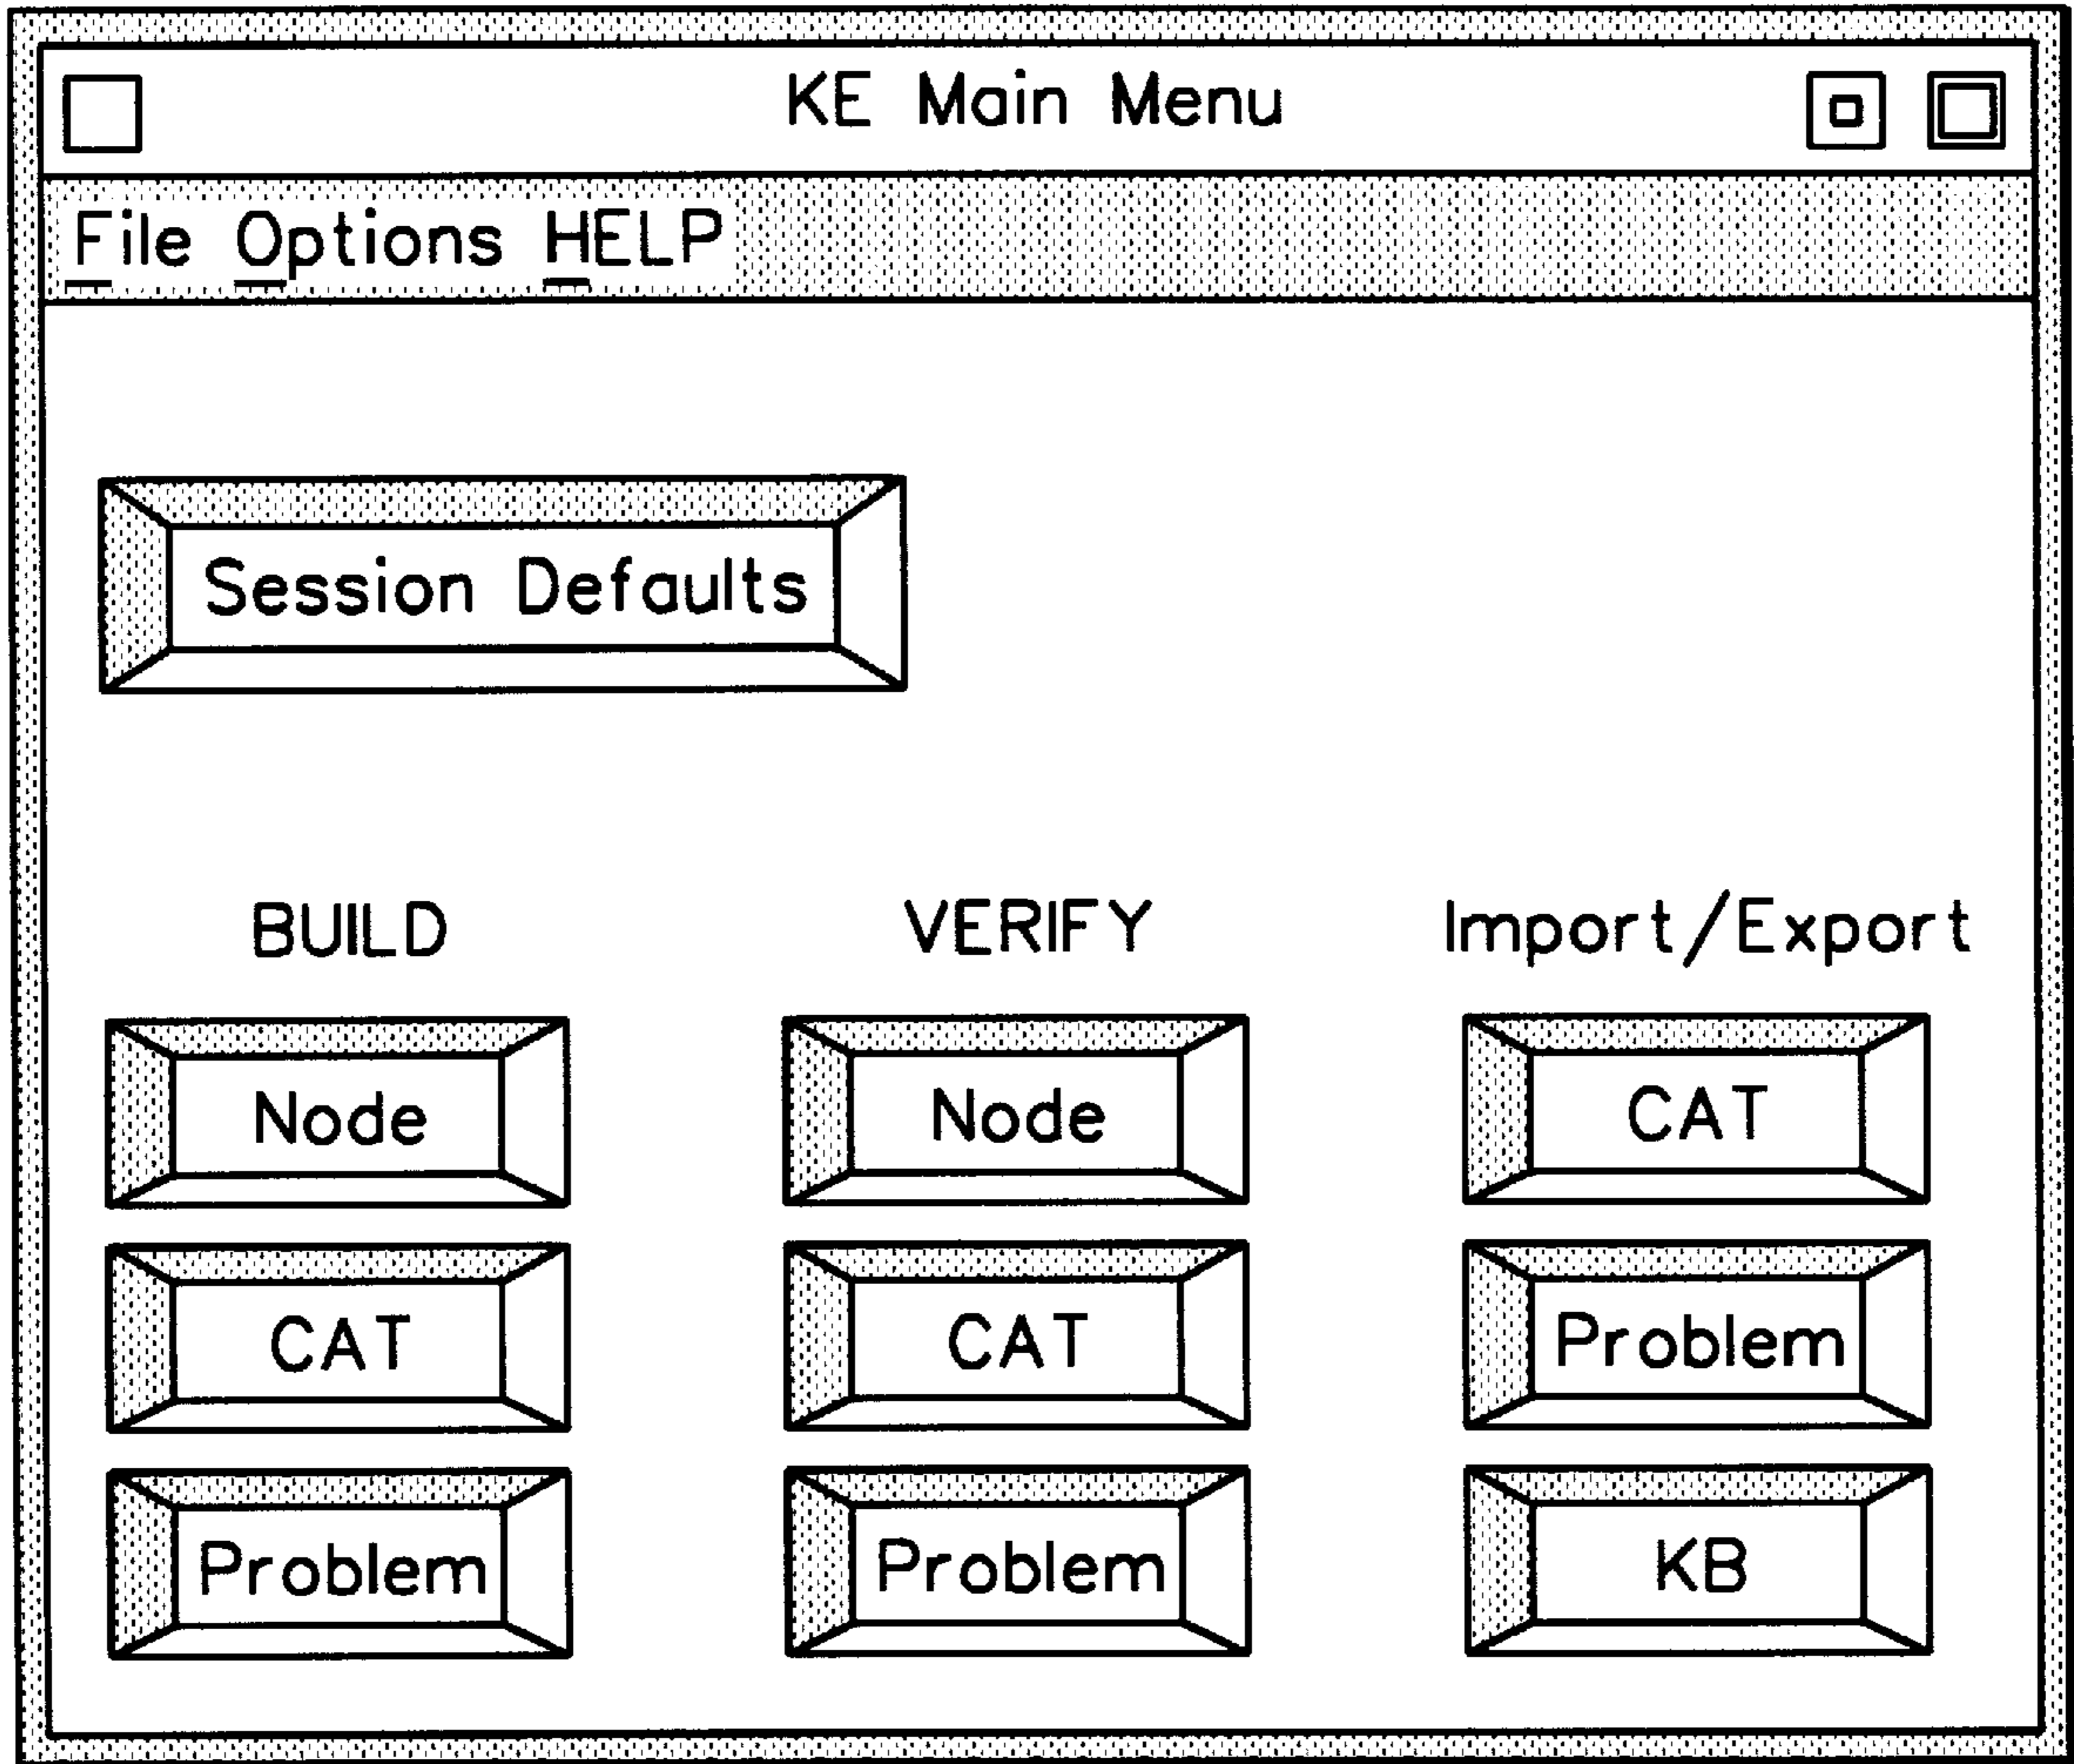 KE Main Menu
File Options HELP
Session Defaults
BUILD VERIFY Import/Export
Node Node CAT
CAT CAT Problem
Problem Problem KB